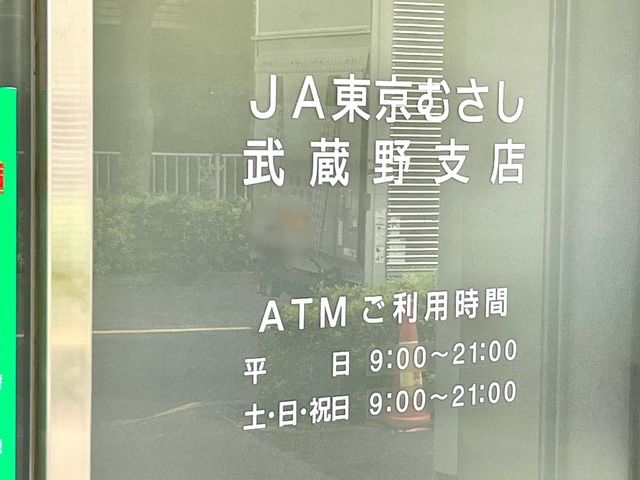 JA東京むさし
武蔵野支店
ATMご利用時間
平日 9:00〜21:00
土・日・祝日 9:00〜21:00